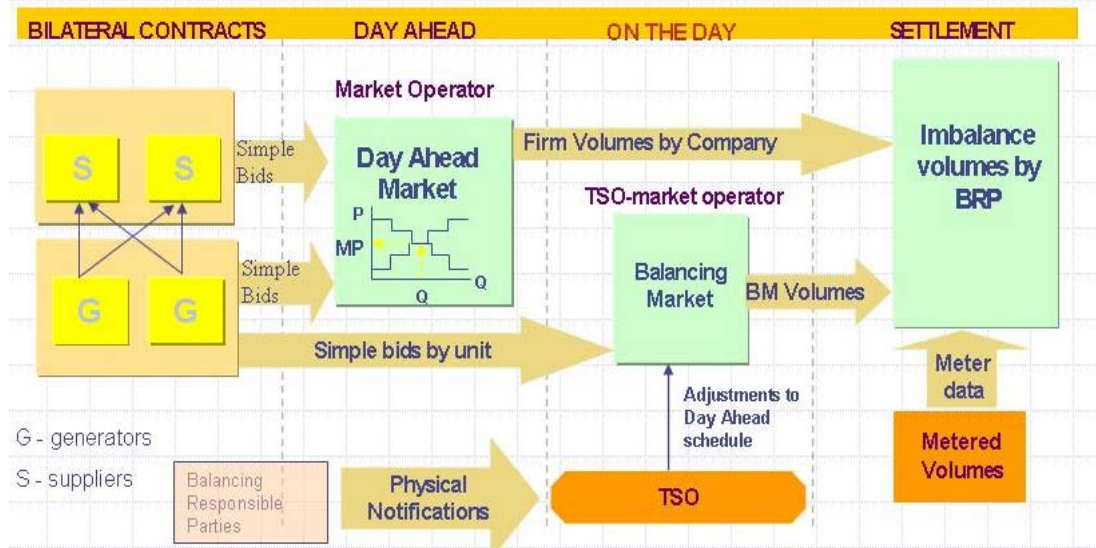 BILATERAL CONTRACTS
DAY AHEAD
ON THE DAY
SETTLEMENT
Market Operator
S
S
Simple
Bids
Day Ahead
Market
P
MP
Q
Q
Firm Volumes by Company
Imbalance
volumes by
BRP
TSO-market operator
G
G
Simple
Bids
Balancing
Market
BM Volumes
Simple bids by unit
Meter
data
Adjustments to
Day Ahead
schedule
G - generators
S - suppliers
Balancing
Responsible
Parties
Physical
Notifications
TSO
Metered
Volumes